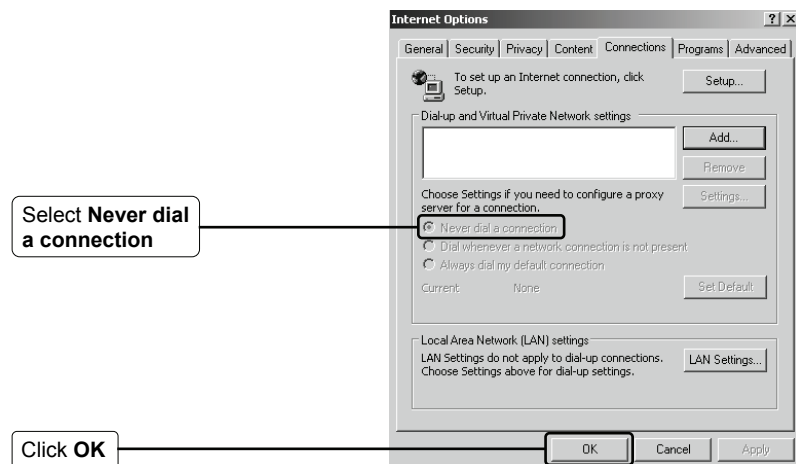 Internet Options
General Security Privacy Content Connections Programs Advanced
To set up an Internet connection, click
Setup.
Setup...
Dial-up and Virtual Private Network settings
Add...
Remove
Choose Settings if you need to configure a proxy
server for a connection.
Settings...
Select Never dial
a connection
Never dial a connection
Dial whenever a network connection is not present
Always dial my default connection
Current None
Set Default
Local Area Network (LAN) settings
LAN Settings do not apply to dial-up connections.
Choose Settings above for dial-up settings.
LAN Settings...
Click OK
OK Cancel Apply